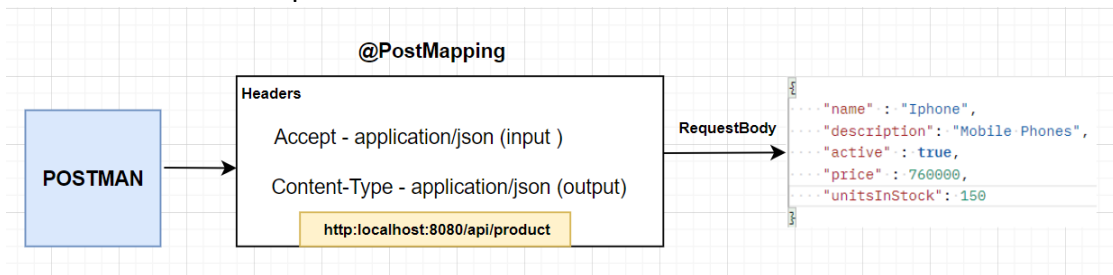 @PostMapping
Headers
Accept - application/json (input )
Content-Type - application/json (output)
http:localhost:8080/api/product
POSTMAN
RequestBody
{
"name" : "Iphone",
"description": "Mobile Phones",
"active" : true,
"price" : 760000,
"unitsInStock": 150
}